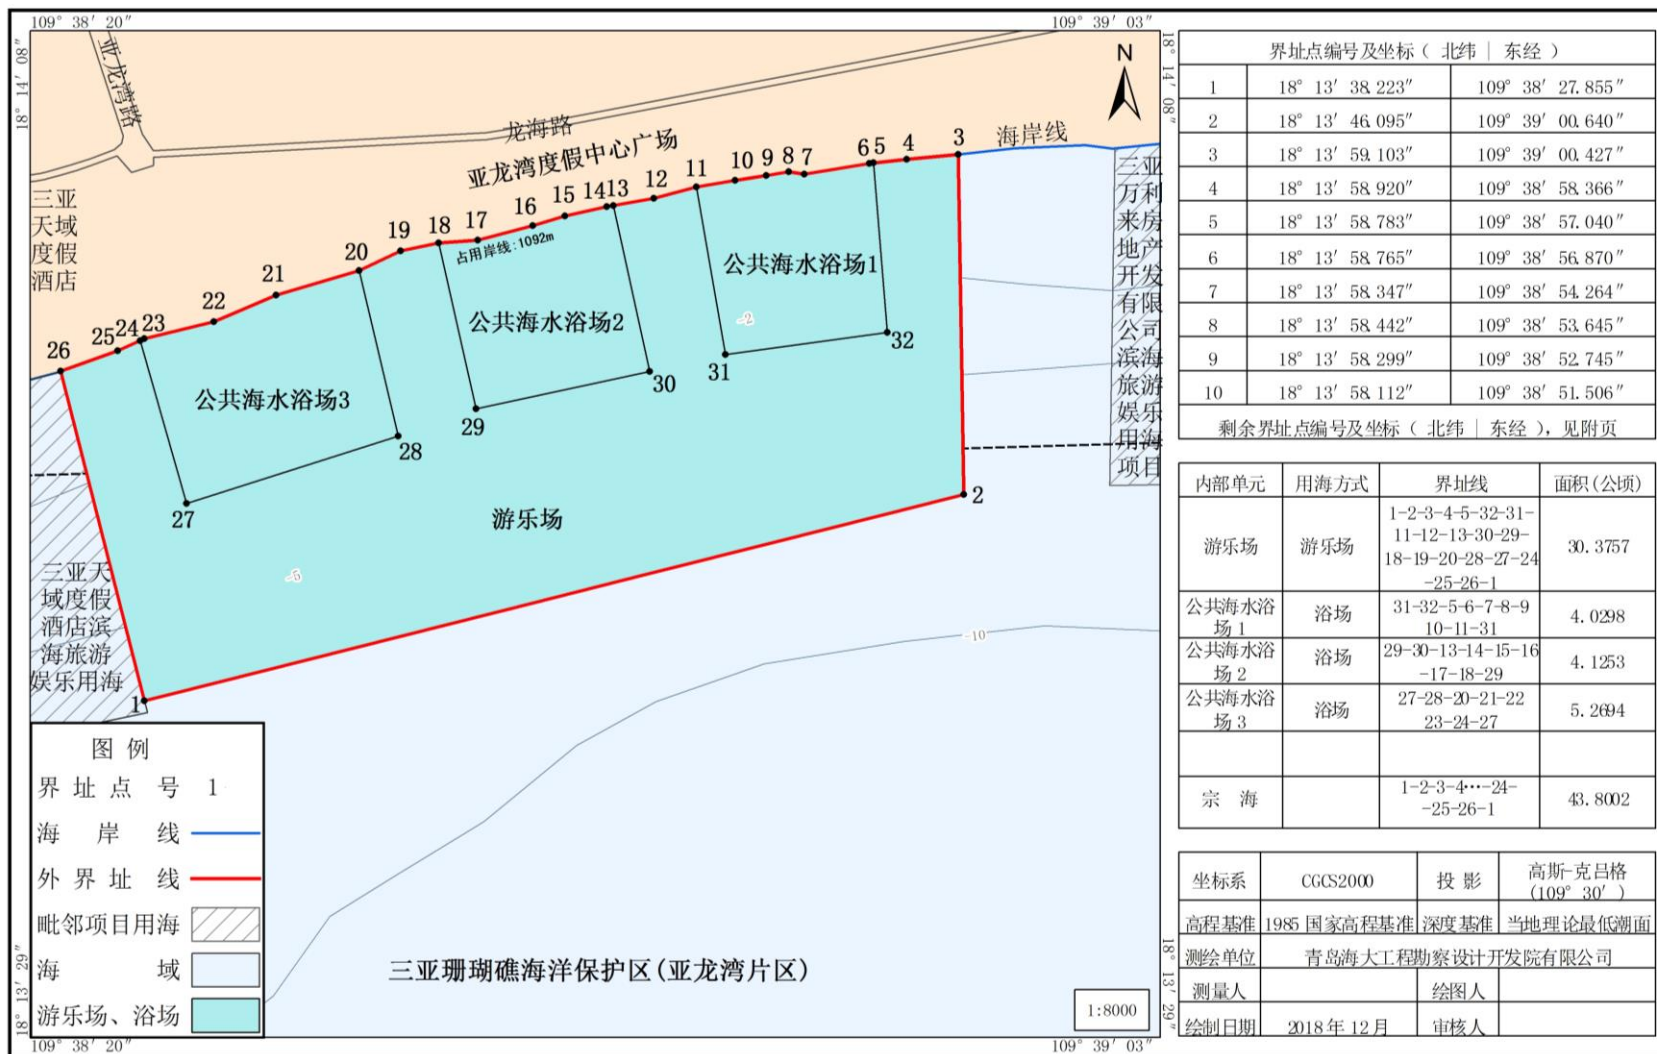 109° 38′ 20″
109° 39′ 03″
18° 14′ 08″
18° 14′ 08″
N
亚龙湾路
龙海路
海岸线
亚龙湾度假中心广场
三亚
天域
度假
酒店
占用岸线:1092m
3
4
5
6
7
8
9
10
11
12
13
14
15
16
17
18
19
20
21
22
23
24
25
26
公共海水浴场1
公共海水浴场2
公共海水浴场3
-2
32
31
30
29
28
27
2
1
游乐场
-5
-10
三亚
万利
来房
地产
开发
有限
公司
滨海
旅游
娱乐
用海
项目
三亚天
域度假
酒店滨
海旅游
娱乐用海
图 例
界 址 点 号 1
海 岸 线
外 界 址 线
毗邻项目用海
海 域
游乐场、浴场
三亚珊瑚礁海洋保护区(亚龙湾片区)
1:8000
18° 13′ 29″
18° 13′ 29″
109° 38′ 20″
109° 39′ 03″
界址点编号及坐标（ 北纬 | 东经 ）
1 18° 13′ 38.223″ 109° 38′ 27.855″
2 18° 13′ 46.095″ 109° 39′ 00.640″
3 18° 13′ 59.103″ 109° 39′ 00.427″
4 18° 13′ 58.920″ 109° 38′ 58.366″
5 18° 13′ 58.783″ 109° 38′ 57.040″
6 18° 13′ 58.765″ 109° 38′ 56.870″
7 18° 13′ 58.347″ 109° 38′ 54.264″
8 18° 13′ 58.442″ 109° 38′ 53.645″
9 18° 13′ 58.299″ 109° 38′ 52.745″
10 18° 13′ 58.112″ 109° 38′ 51.506″
剩余界址点编号及坐标（ 北纬 | 东经 ），见附页
内部单元 用海方式 界址线 面积(公顷)
游乐场 游乐场 1-2-3-4-5-32-31-
11-12-13-30-29-
18-19-20-28-27-24
-25-26-1
30.3757
公共海水浴
场 1
浴场
31-32-5-6-7-8-9
10-11-31
4.0298
公共海水浴
场 2
浴场
29-30-13-14-15-16
-17-18-29
4.1253
公共海水浴
场 3
浴场
27-28-20-21-22
23-24-27
5.2694
宗 海
1-2-3-4…-24-
-25-26-1
43.8002
坐标系 CGCS2000 投 影 高斯-克吕格
(109° 30′ )
高程基准 1985 国家高程基准 深度基准 当地理论最低潮面
测绘单位 青岛海大工程勘察设计开发院有限公司
测量人 绘图人
绘制日期 2018年 12月 审核人